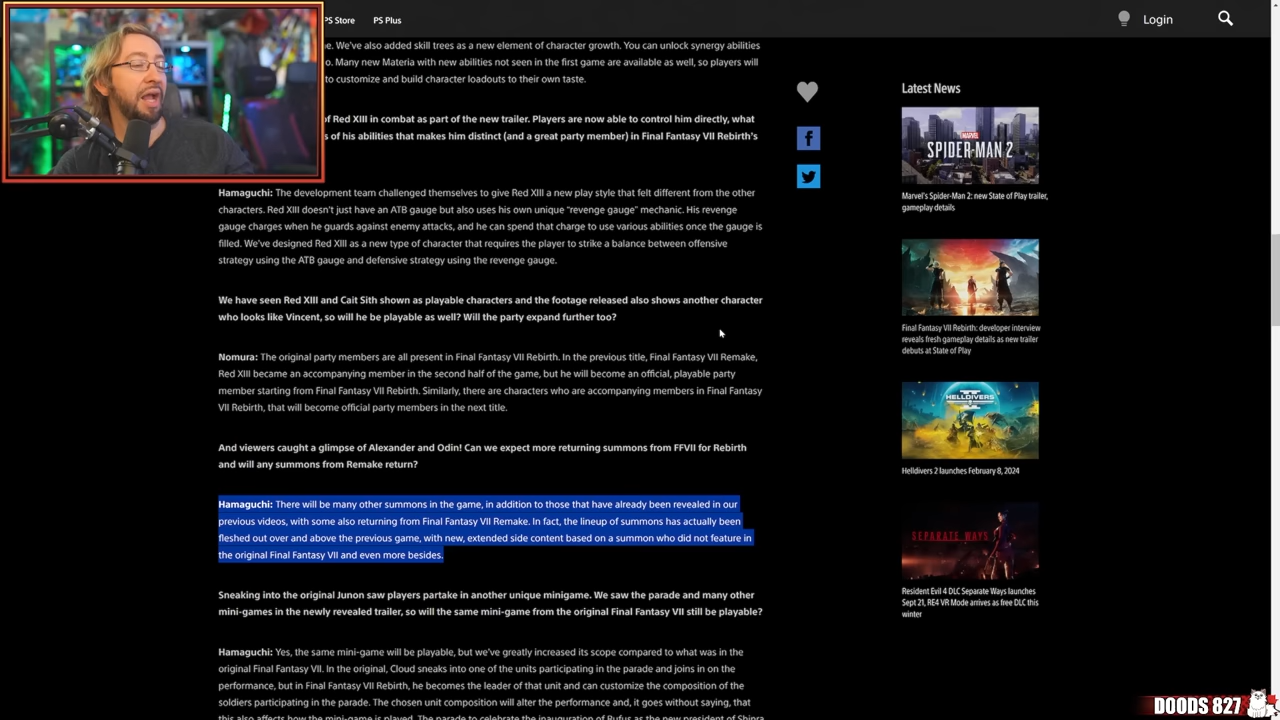 PS Store PS Plus
Login
e. We've also added skill trees as a new element of character growth. You can unlock synergy abilities
o. Many new Materia with new abilities not seen in the first game are available as well, so players will
to customize and build character loadouts to their own taste.
of Red XIII in combat as part of the new trailer. Players are now able to control him directly, what
s of his abilities that makes him distinct (and a great party member) in Final Fantasy VII Rebirth's
Hamaguchi: The development team challenged themselves to give Red XIII a new play style that felt different from the other
characters. Red XIII doesn't just have an ATB gauge but also uses his own unique "revenge gauge" mechanic. His revenge
gauge charges when he guards against enemy attacks, and he can spend that charge to use various abilities once the gauge is
filled. We've designed Red XIII as a new type of character that requires the player to strike a balance between offensive
strategy using the ATB gauge and defensive strategy using the revenge gauge.
We have seen Red XIII and Cait Sith shown as playable characters and the footage released also shows another character
who looks like Vincent, so will he be playable as well? Will the party expand further too?
Nomura: The original party members are all present in Final Fantasy VII Rebirth. In the previous title, Final Fantasy VII Remake,
Red XIII became an accompanying member in the second half of the game, but he will become an official, playable party
member starting from Final Fantasy VII Rebirth. Similarly, there are characters who are accompanying members in Final Fantasy
VII Rebirth, that will become official party members in the next title.
And viewers caught a glimpse of Alexander and Odin! Can we expect more returning summons from FFVII for Rebirth
and will any summons from Remake return?
Hamaguchi: There will be many other summons in the game, in addition to those that have already been revealed in our
previous videos, with some also returning from Final Fantasy VII Remake. In fact, the lineup of summons has actually been
fleshed out over and above the previous game, with new, extended side content based on a summon who did not feature in
the original Final Fantasy VII and even more besides.
Sneaking into the original Junon saw players partake in another unique minigame. We saw the parade and many other
mini-games in the newly revealed trailer, so will the same mini-game from the original Final Fantasy VII still be playable?
Hamaguchi: Yes, the same mini-game will be playable, but we've greatly increased its scope compared to what was in the
original Final Fantasy VII. In the original, Cloud sneaks into one of the units participating in the parade and joins in on the
performance, but in Final Fantasy VII Rebirth, he becomes the leader of that unit and can customize the composition of the
soldiers participating in the parade. The chosen unit composition will alter the performance and, it goes without saying, that
this also affects how the mini-game is played. The parade to celebrate the inauguration of Rufus as the new president of Shinra
Latest News
MARVEL
SPIDER-MAN 2
Marvel's Spider-Man 2: new State of Play trailer,
gameplay details
Final Fantasy VII Rebirth: developer interview
reveals fresh gameplay details as new trailer
debuts at State of Play
HELLDIVERS
II
Helldivers 2 launches February 8, 2024
SEPARATE WAYS
Resident Evil 4 DLC Separate Ways launches
Sept 21, RE4 VR Mode arrives as free DLC this
winter
DOODS 827